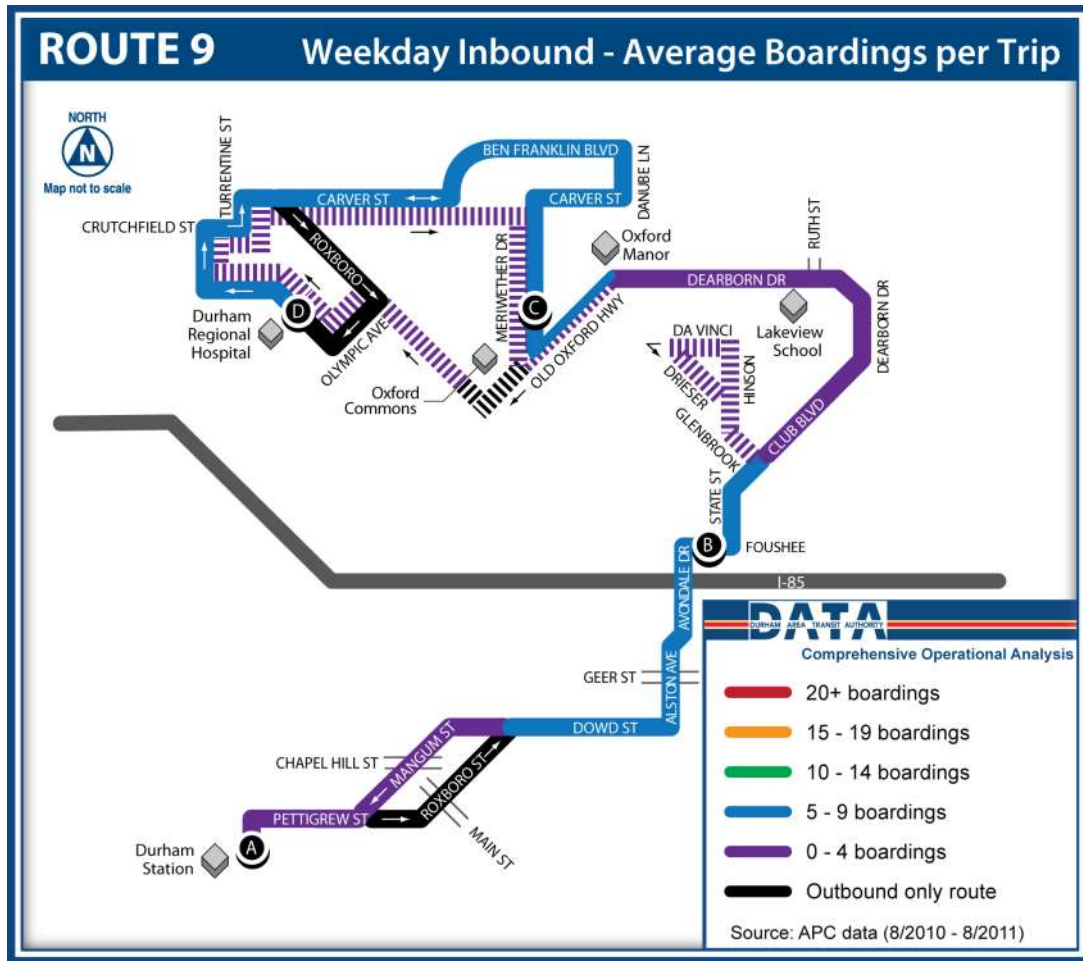 ROUTE 9 Weekday Inbound - Average Boardings per Trip
NORTH
N
Map not to scale
TURRENTINE ST
CRUTCHFIELD ST
CARVER ST
BEN FRANKLIN BLVD
DANUBE LN
CARVER ST
ROXBORO
MERIWETHER DR
Oxford
Manor
RUTH ST
DEARBORN DR
D
Durham
Regional
Hospital
OLYMPIC AVE
C
OLD OXFORD HWY
Oxford
Commons
DA VINCI
DRIESER
HINSON
GLENBROOK
Lakeview
School
DEARBORN DR
CLUB BLVD
STATE ST
B
FOUSHEE
I-85
AVONDALE DR
GEER ST
ALSTON AVE
DOWD ST
CHAPEL HILL ST
MANGUM ST
ROXBORO ST
MAIN ST
PETTIGREW ST
A
Durham
Station
DATA
DURHAM AREA TRANSIT AUTHORITY
Comprehensive Operational Analysis
20+ boardings
15 - 19 boardings
10 - 14 boardings
5 - 9 boardings
0 - 4 boardings
Outbound only route
Source: APC data (8/2010 - 8/2011)